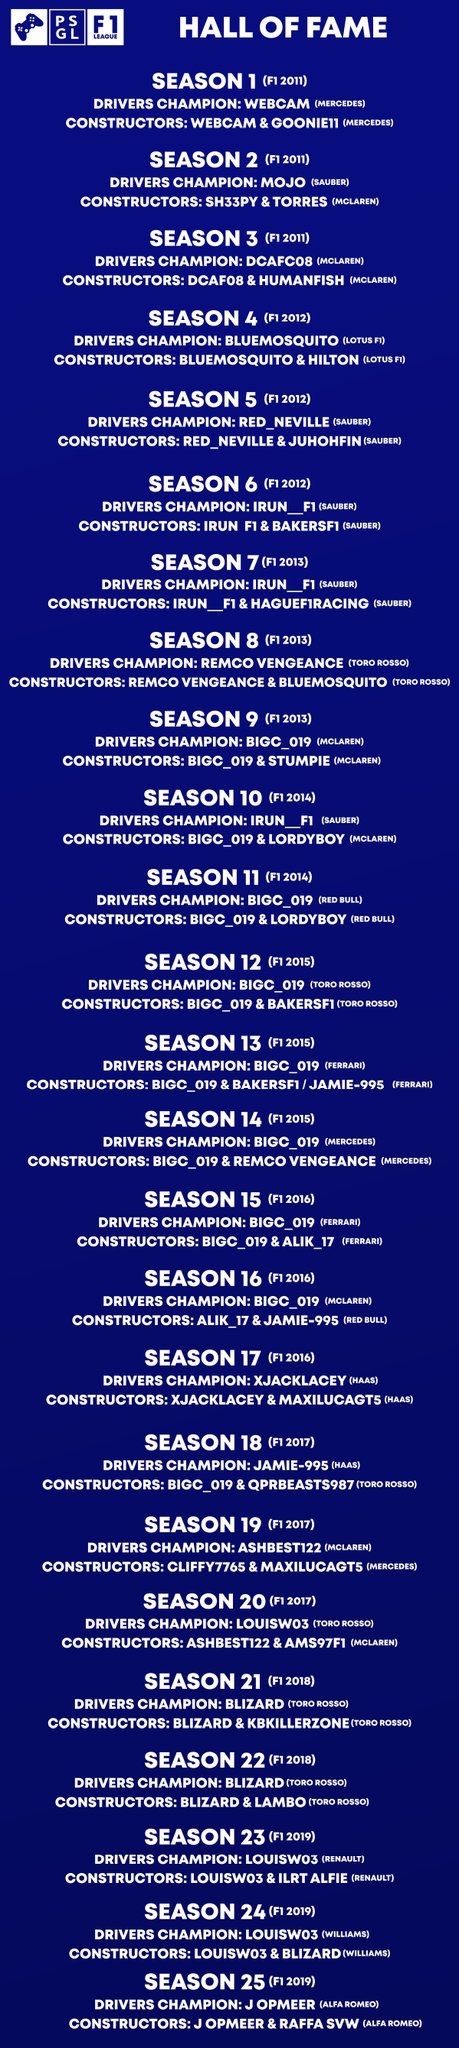 PS
GL
F1
LEAGUE
HALL OF FAME
SEASON 1 (F1 2011)
DRIVERS CHAMPION: WEBCAM (MERCEDES)
CONSTRUCTORS: WEBCAM & GOONIE11 (MERCEDES)
SEASON 2 (F1 2011)
DRIVERS CHAMPION: MOJO (SAUBER)
CONSTRUCTORS: SH33PY & TORRES (MCLAREN)
SEASON 3 (F1 2011)
DRIVERS CHAMPION: DCAFC08 (MCLAREN)
CONSTRUCTORS: DCAF08 & HUMANFISH (MCLAREN)
SEASON 4 (F1 2012)
DRIVERS CHAMPION: BLUEMOSQUITO (LOTUS F1)
CONSTRUCTORS: BLUEMOSQUITO & HILTON (LOTUS F1)
SEASON 5 (F1 2012)
DRIVERS CHAMPION: RED_NEVILLE (SAUBER)
CONSTRUCTORS: RED_NEVILLE & JUHOHFIN (SAUBER)
SEASON 6 (F1 2012)
DRIVERS CHAMPION: IRUN__F1 (SAUBER)
CONSTRUCTORS: IRUN F1 & BAKERSF1 (SAUBER)
SEASON 7 (F1 2013)
DRIVERS CHAMPION: IRUN__F1 (SAUBER)
CONSTRUCTORS: IRUN__F1 & HAGUEF1RACING (SAUBER)
SEASON 8 (F1 2013)
DRIVERS CHAMPION: REMCO VENGEANCE (TORO ROSSO)
CONSTRUCTORS: REMCO VENGEANCE & BLUEMOSQUITO (TORO ROSSO)
SEASON 9 (F1 2013)
DRIVERS CHAMPION: BIGC_019 (MCLAREN)
CONSTRUCTORS: BIGC_019 & STUMPIE (MCLAREN)
SEASON 10 (F1 2014)
DRIVERS CHAMPION: IRUN__F1 (SAUBER)
CONSTRUCTORS: BIGC_019 & LORDYBOY (MCLAREN)
SEASON 11 (F1 2014)
DRIVERS CHAMPION: BIGC_019 (RED BULL)
CONSTRUCTORS: BIGC_019 & LORDYBOY (RED BULL)
SEASON 12 (F1 2015)
DRIVERS CHAMPION: BIGC_019 (TORO ROSSO)
CONSTRUCTORS: BIGC_019 & BAKERSF1 (TORO ROSSO)
SEASON 13 (F1 2015)
DRIVERS CHAMPION: BIGC_019 (FERRARI)
CONSTRUCTORS: BIGC_019 & BAKERSF1 / JAMIE-995 (FERRARI)
SEASON 14 (F1 2015)
DRIVERS CHAMPION: BIGC_019 (MERCEDES)
CONSTRUCTORS: BIGC_019 & REMCO VENGEANCE (MERCEDES)
SEASON 15 (F1 2016)
DRIVERS CHAMPION: BIGC_019 (FERRARI)
CONSTRUCTORS: BIGC_019 & ALIK_17 (FERRARI)
SEASON 16 (F1 2016)
DRIVERS CHAMPION: BIGC_019 (MCLAREN)
CONSTRUCTORS: ALIK_17 & JAMIE-995 (RED BULL)
SEASON 17 (F1 2016)
DRIVERS CHAMPION: XJACKLACEY (HAAS)
CONSTRUCTORS: XJACKLACEY & MAXILUCAGT5 (HAAS)
SEASON 18 (F1 2017)
DRIVERS CHAMPION: JAMIE-995 (HAAS)
CONSTRUCTORS: BIGC_019 & QPRBEASTS987 (TORO ROSSO)
SEASON 19 (F1 2017)
DRIVERS CHAMPION: ASHBEST122 (MCLAREN)
CONSTRUCTORS: CLIFFY7765 & MAXILUCAGT5 (MERCEDES)
SEASON 20 (F1 2017)
DRIVERS CHAMPION: LOUISW03 (TORO ROSSO)
CONSTRUCTORS: ASHBEST122 & AMS97F1 (MCLAREN)
SEASON 21 (F1 2018)
DRIVERS CHAMPION: BLIZARD (TORO ROSSO)
CONSTRUCTORS: BLIZARD & KBKILLERZONE (TORO ROSSO)
SEASON 22 (F1 2018)
DRIVERS CHAMPION: BLIZARD (TORO ROSSO)
CONSTRUCTORS: BLIZARD & LAMBO (TORO ROSSO)
SEASON 23 (F1 2019)
DRIVERS CHAMPION: LOUISW03 (RENAULT)
CONSTRUCTORS: LOUISW03 & ILRT ALFIE (RENAULT)
SEASON 24 (F1 2019)
DRIVERS CHAMPION: LOUISW03 (WILLIAMS)
CONSTRUCTORS: LOUISW03 & BLIZARD (WILLIAMS)
SEASON 25 (F1 2019)
DRIVERS CHAMPION: J OPMEER (ALFA ROMEO)
CONSTRUCTORS: J OPMEER & RAFFA SVW (ALFA ROMEO)